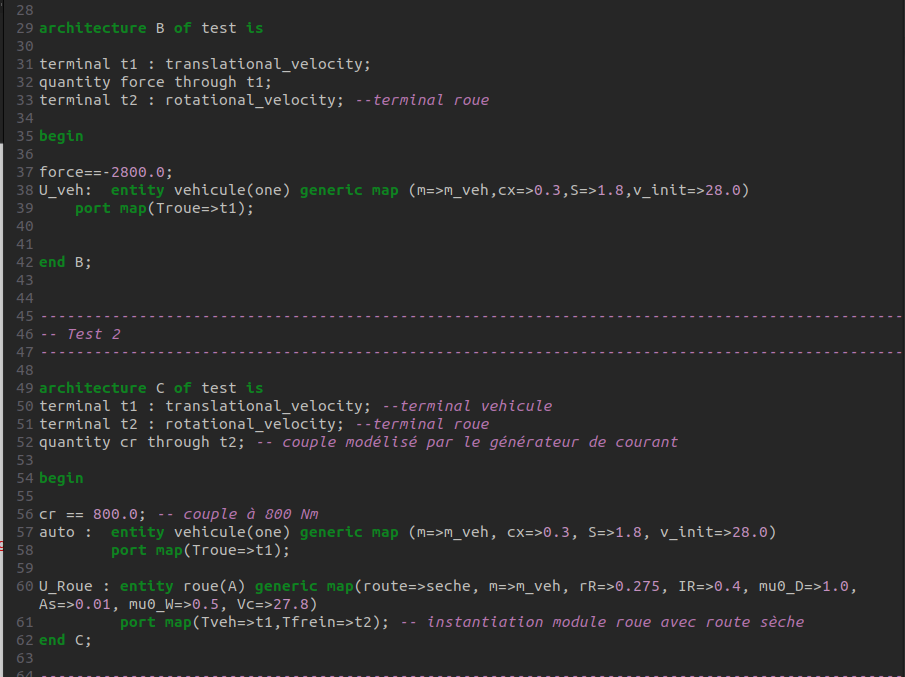 28
29 architecture B of test is
30
31 terminal t1 : translational_velocity;
32 quantity force through t1;
33 terminal t2 : rotational_velocity; --terminal roue
34
35 begin
36
37 force==-2800.0;
38 U_veh:  entity vehicule(one) generic map (m=>m_veh,cx=>0.3,S=>1.8,v_init=>28.0)
39     port map(Troue=>t1);
40
41
42 end B;
43
44
45 ------------------------------------------------------------------------------------------------
46 -- Test 2
47 ------------------------------------------------------------------------------------------------
48
49 architecture C of test is
50 terminal t1 : translational_velocity; --terminal vehicule
51 terminal t2 : rotational_velocity; --terminal roue
52 quantity cr through t2; -- couple modélisé par le générateur de courant
53
54 begin
55
56 cr == 800.0; -- couple à 800 Nm
57 auto :  entity vehicule(one) generic map (m=>m_veh, cx=>0.3, S=>1.8, v_init=>28.0)
58         port map(Troue=>t1);
59
60 U_Roue : entity roue(A) generic map(route=>seche, m=>m_veh, rR=>0.275, IR=>0.4, mu0_D=>1.0,
As=>0.01, mu0_W=>0.5, Vc=>27.8)
61          port map(Tveh=>t1,Tfrein=>t2); -- instantiation module roue avec route sèche
62 end C;
63
64 ------------------------------------------------------------------------------------------------